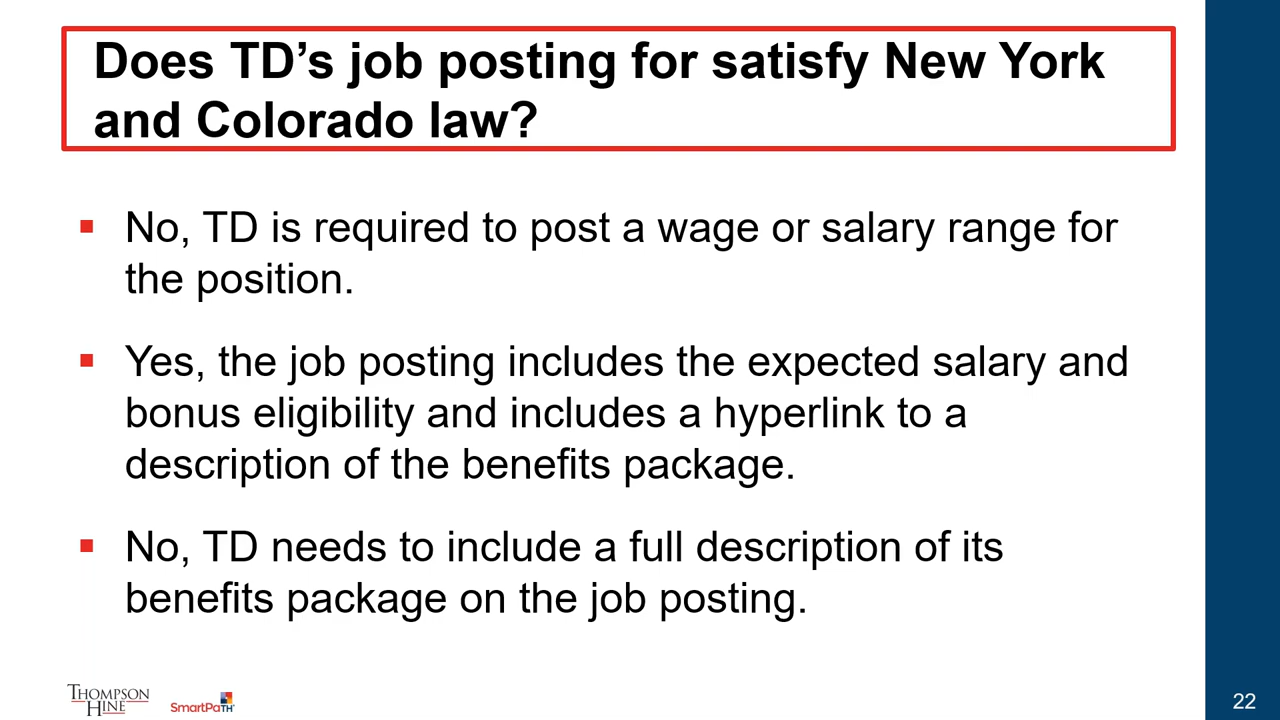 Does TD’s job posting for satisfy New York
and Colorado law?
▪ No, TD is required to post a wage or salary range for
the position.
▪ Yes, the job posting includes the expected salary and
bonus eligibility and includes a hyperlink to a
description of the benefits package.
▪ No, TD needs to include a full description of its
benefits package on the job posting.
THOMPSON
HINE
SmartPaTH
22